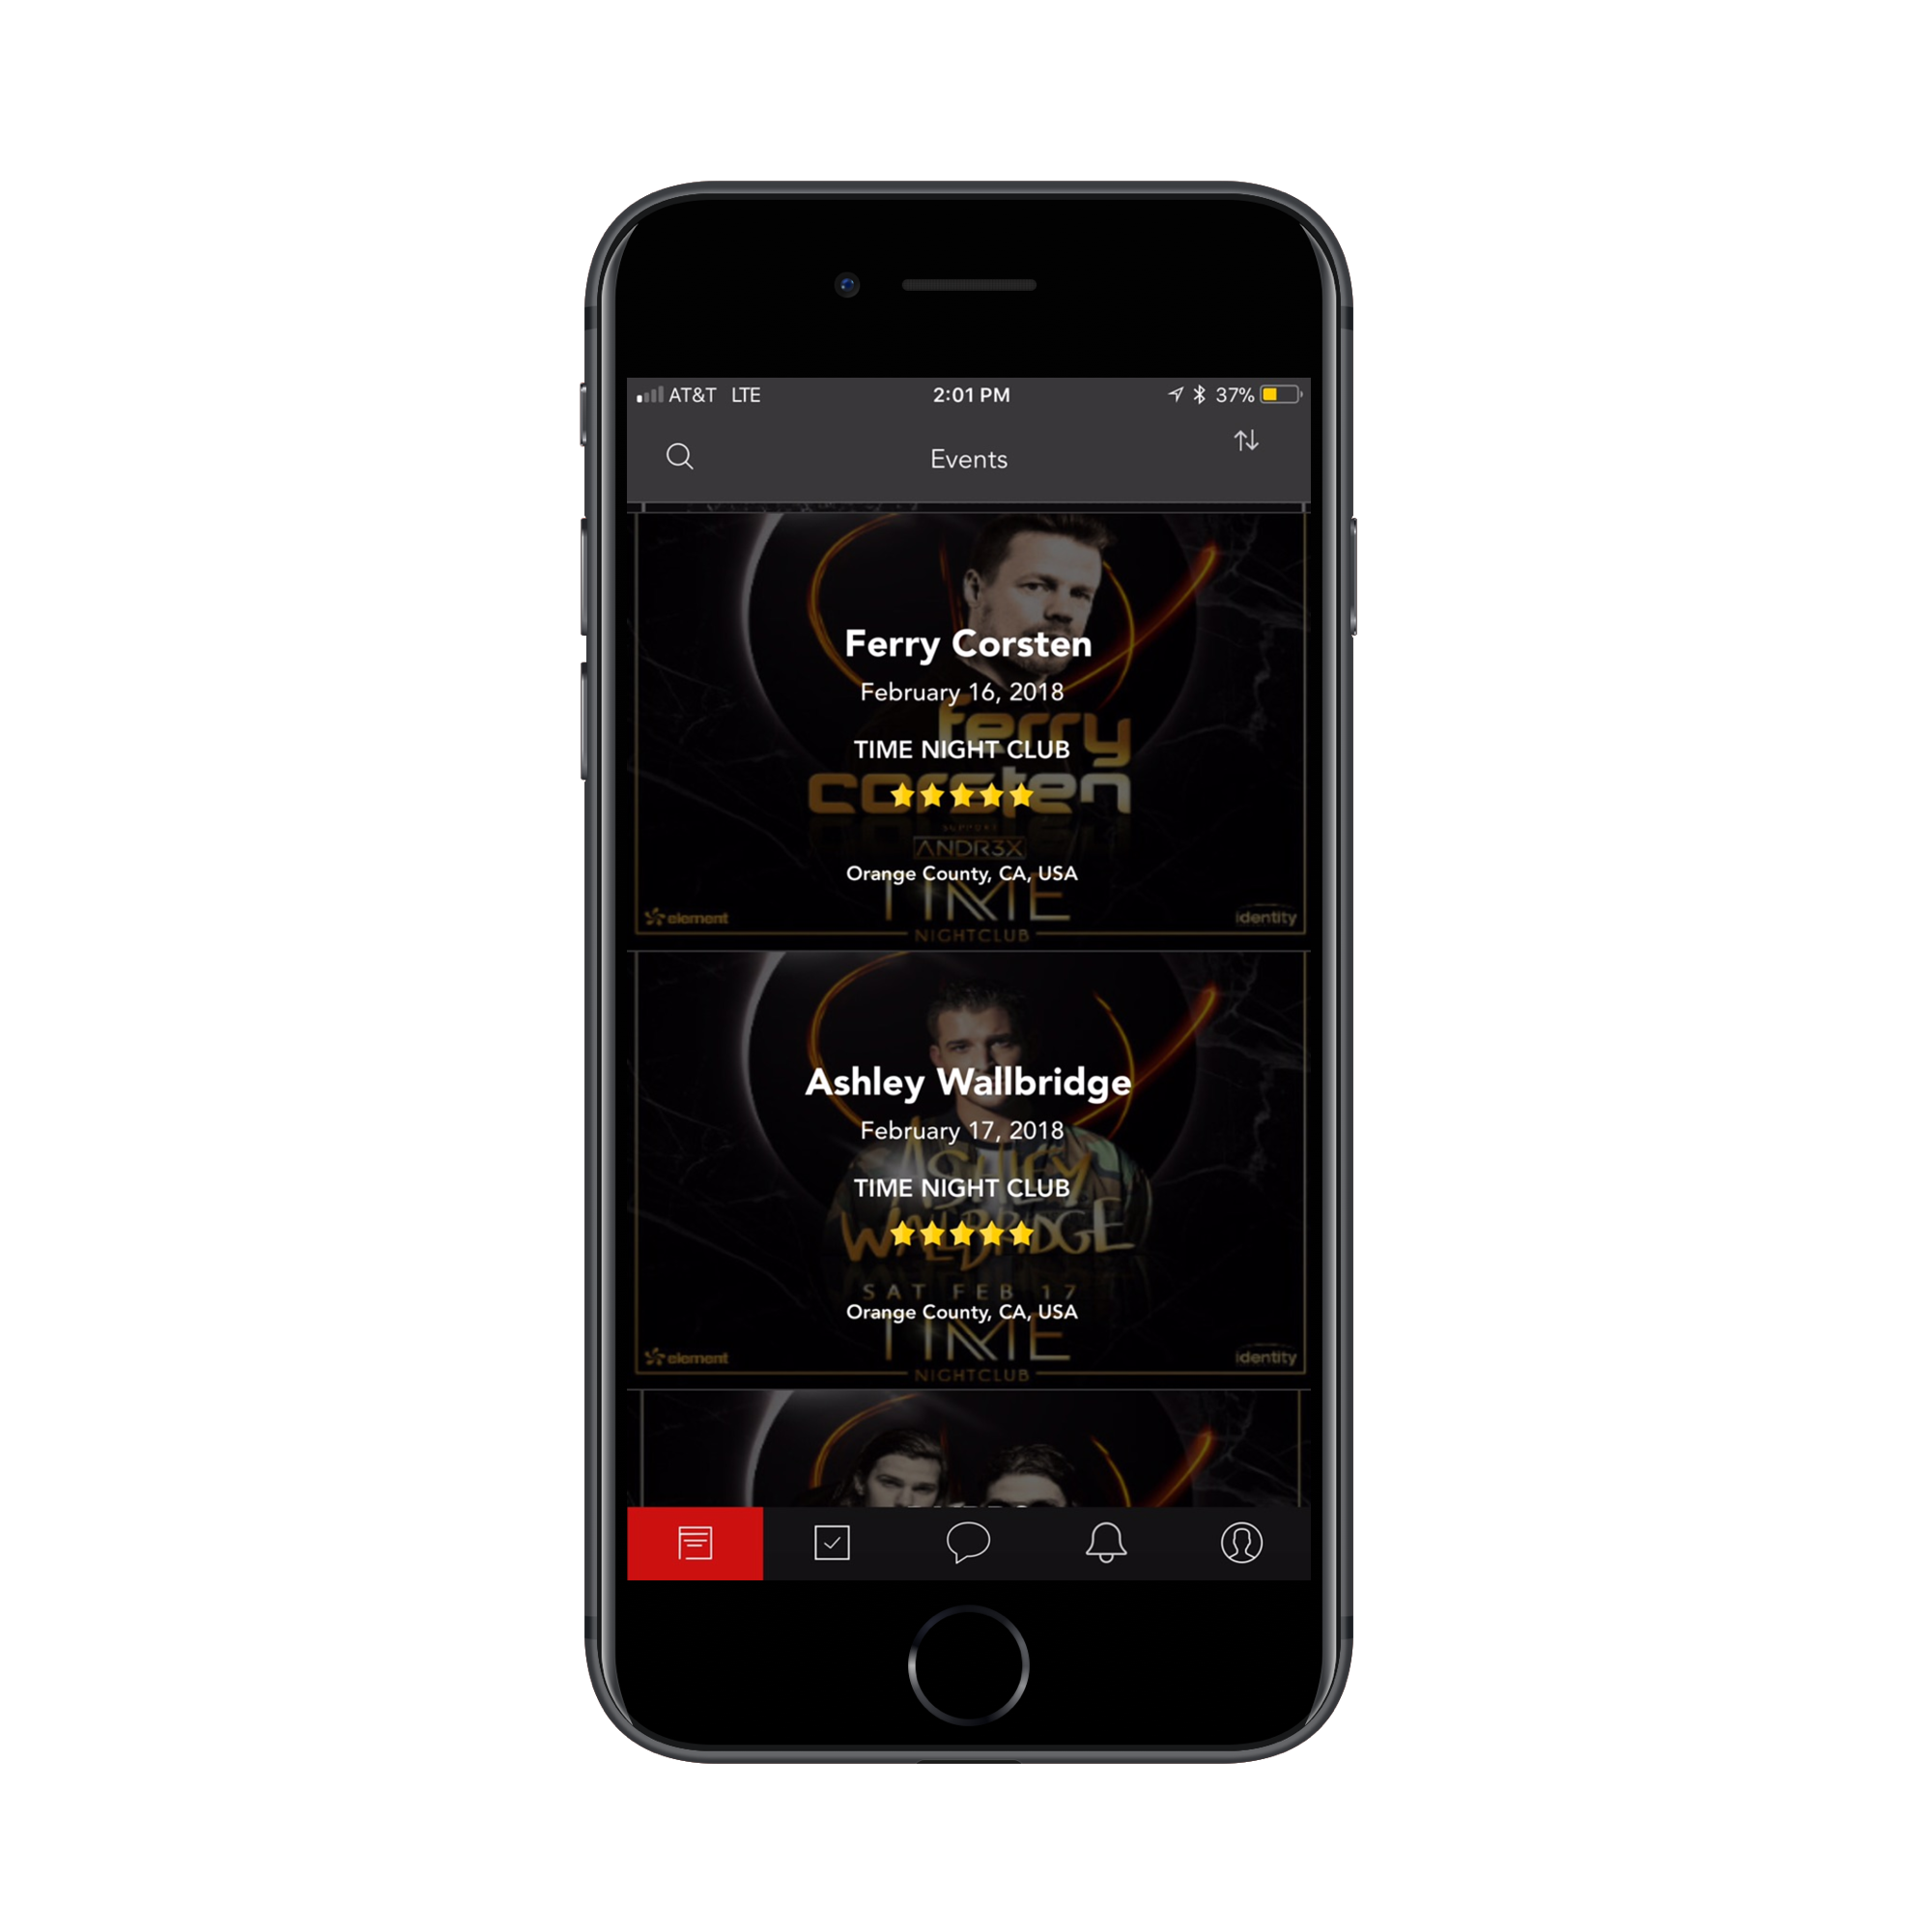 AT&T LTE 2:01 PM 37%
Events
Ferry Corsten
February 16, 2018
ferry
TIME NIGHT CLUB
corsten
SUPPORT
ANDR3X
Orange County, CA, USA
TIME
element
identity
NIGHTCLUB
Ashley Wallbridge
February 17, 2018
ASHLEY
TIME NIGHT CLUB
WALLBRIDGE
SAT FEB 17
Orange County, CA, USA
TIME
element
identity
NIGHTCLUB